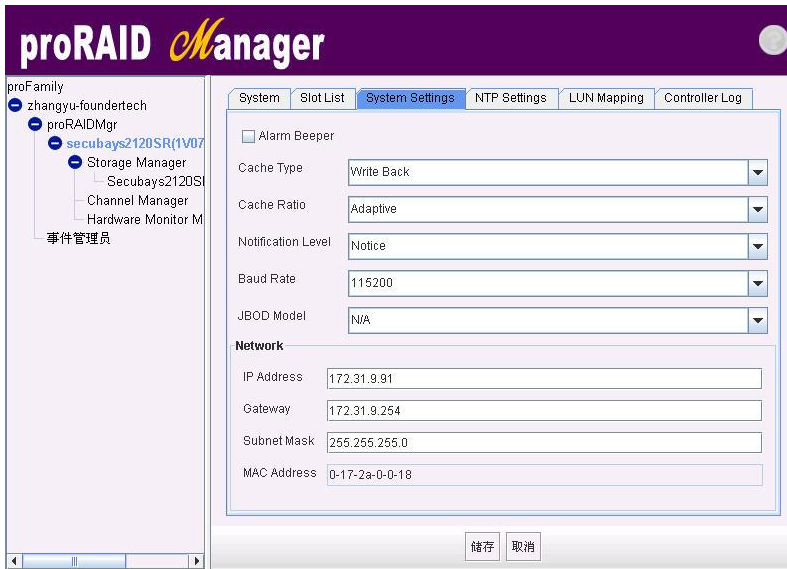 proRAID Manager
?
proFamily
zhangyu-foundertech
proRAIDMgr
secubays2120SR(1V07
Storage Manager
Secubays2120SI
Channel Manager
Hardware Monitor M
事件管理员
System
Slot List
System Settings
NTP Settings
LUN Mapping
Controller Log
Alarm Beeper
Cache Type
Write Back
Cache Ratio
Adaptive
Notification Level
Notice
Baud Rate
115200
JBOD Model
N/A
Network
IP Address
172.31.9.91
Gateway
172.31.9.254
Subnet Mask
255.255.255.0
MAC Address
0-17-2a-0-0-18
储存
取消